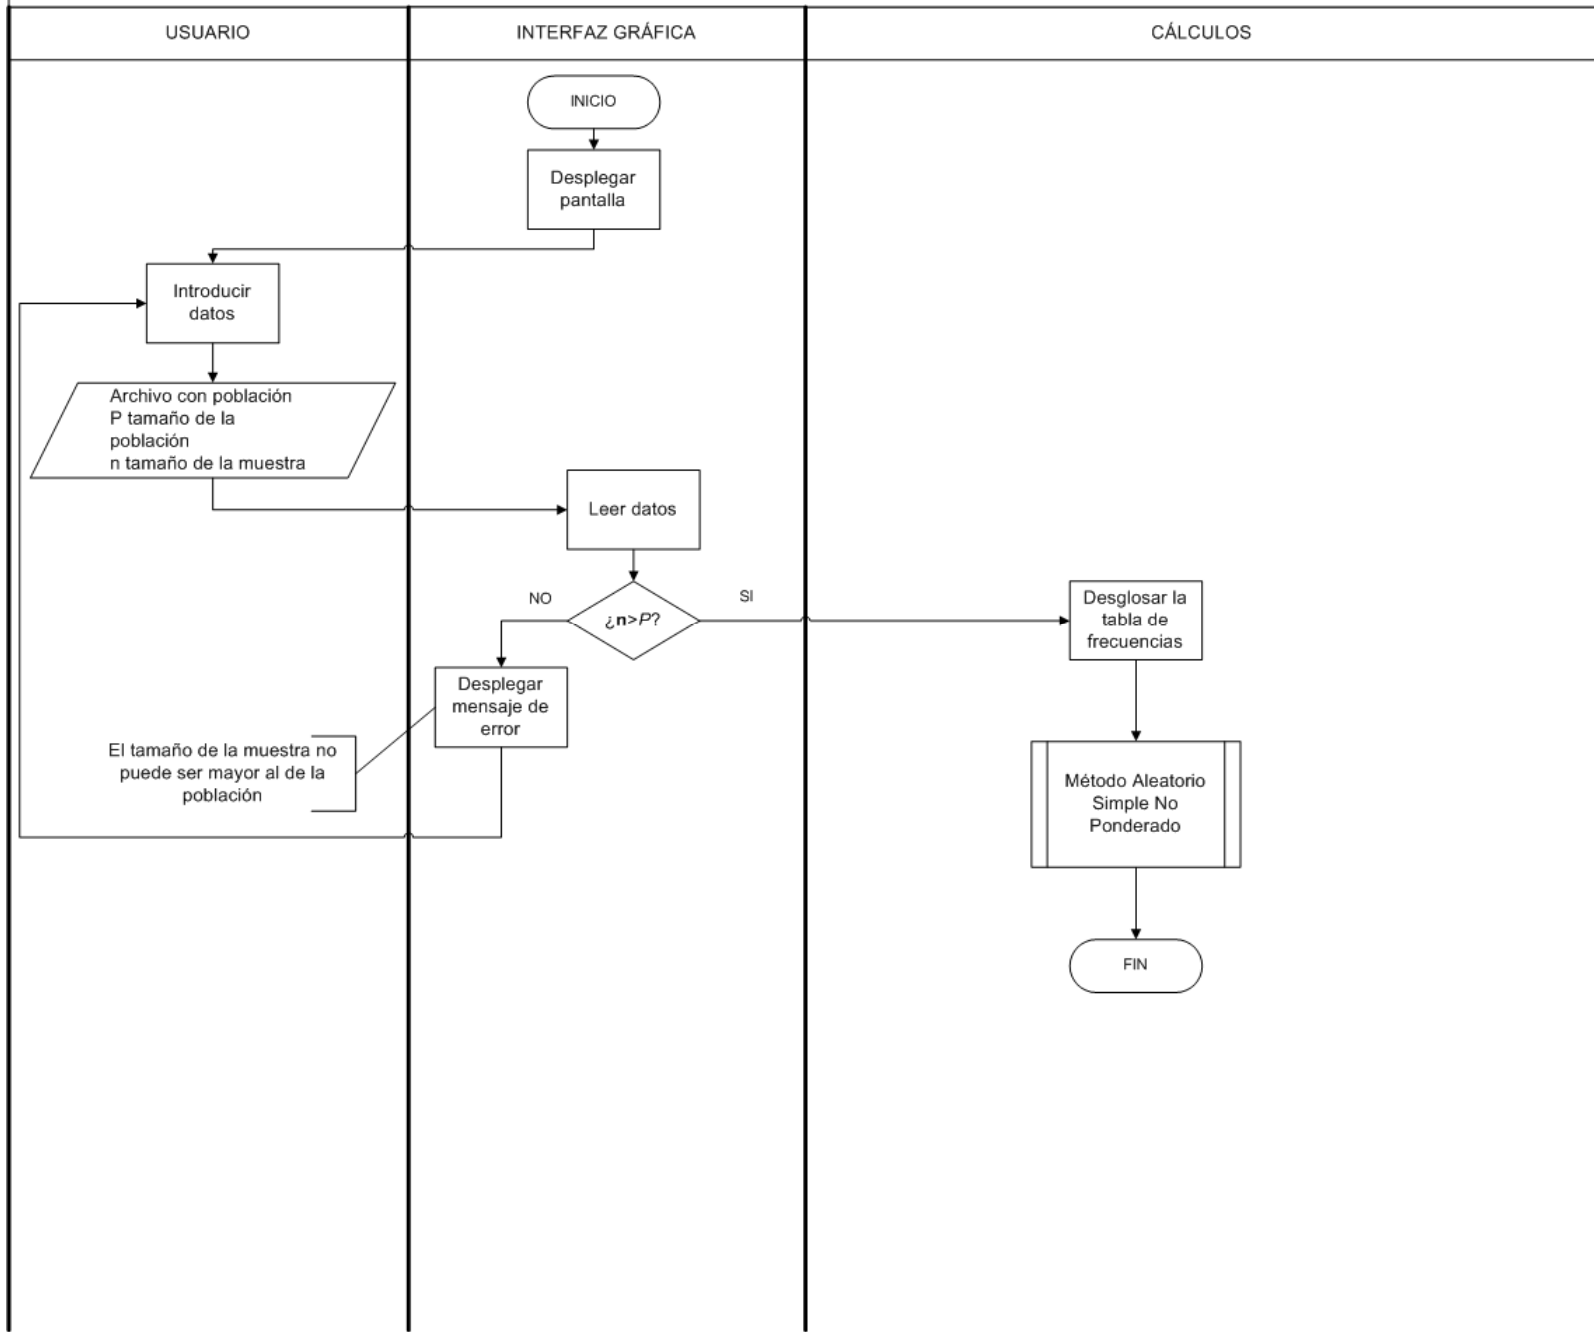 USUARIO
INTERFAZ GRÁFICA
CÁLCULOS
INICIO
Desplegar
pantalla
Introducir
datos
Archivo con población
P tamaño de la
población
n tamaño de la muestra
Leer datos
NO
¿n>P?
SI
Desglosar la
tabla de
frecuencias
Desplegar
mensaje de
error
El tamaño de la muestra no
puede ser mayor al de la
población
Método Aleatorio
Simple No
Ponderado
FIN